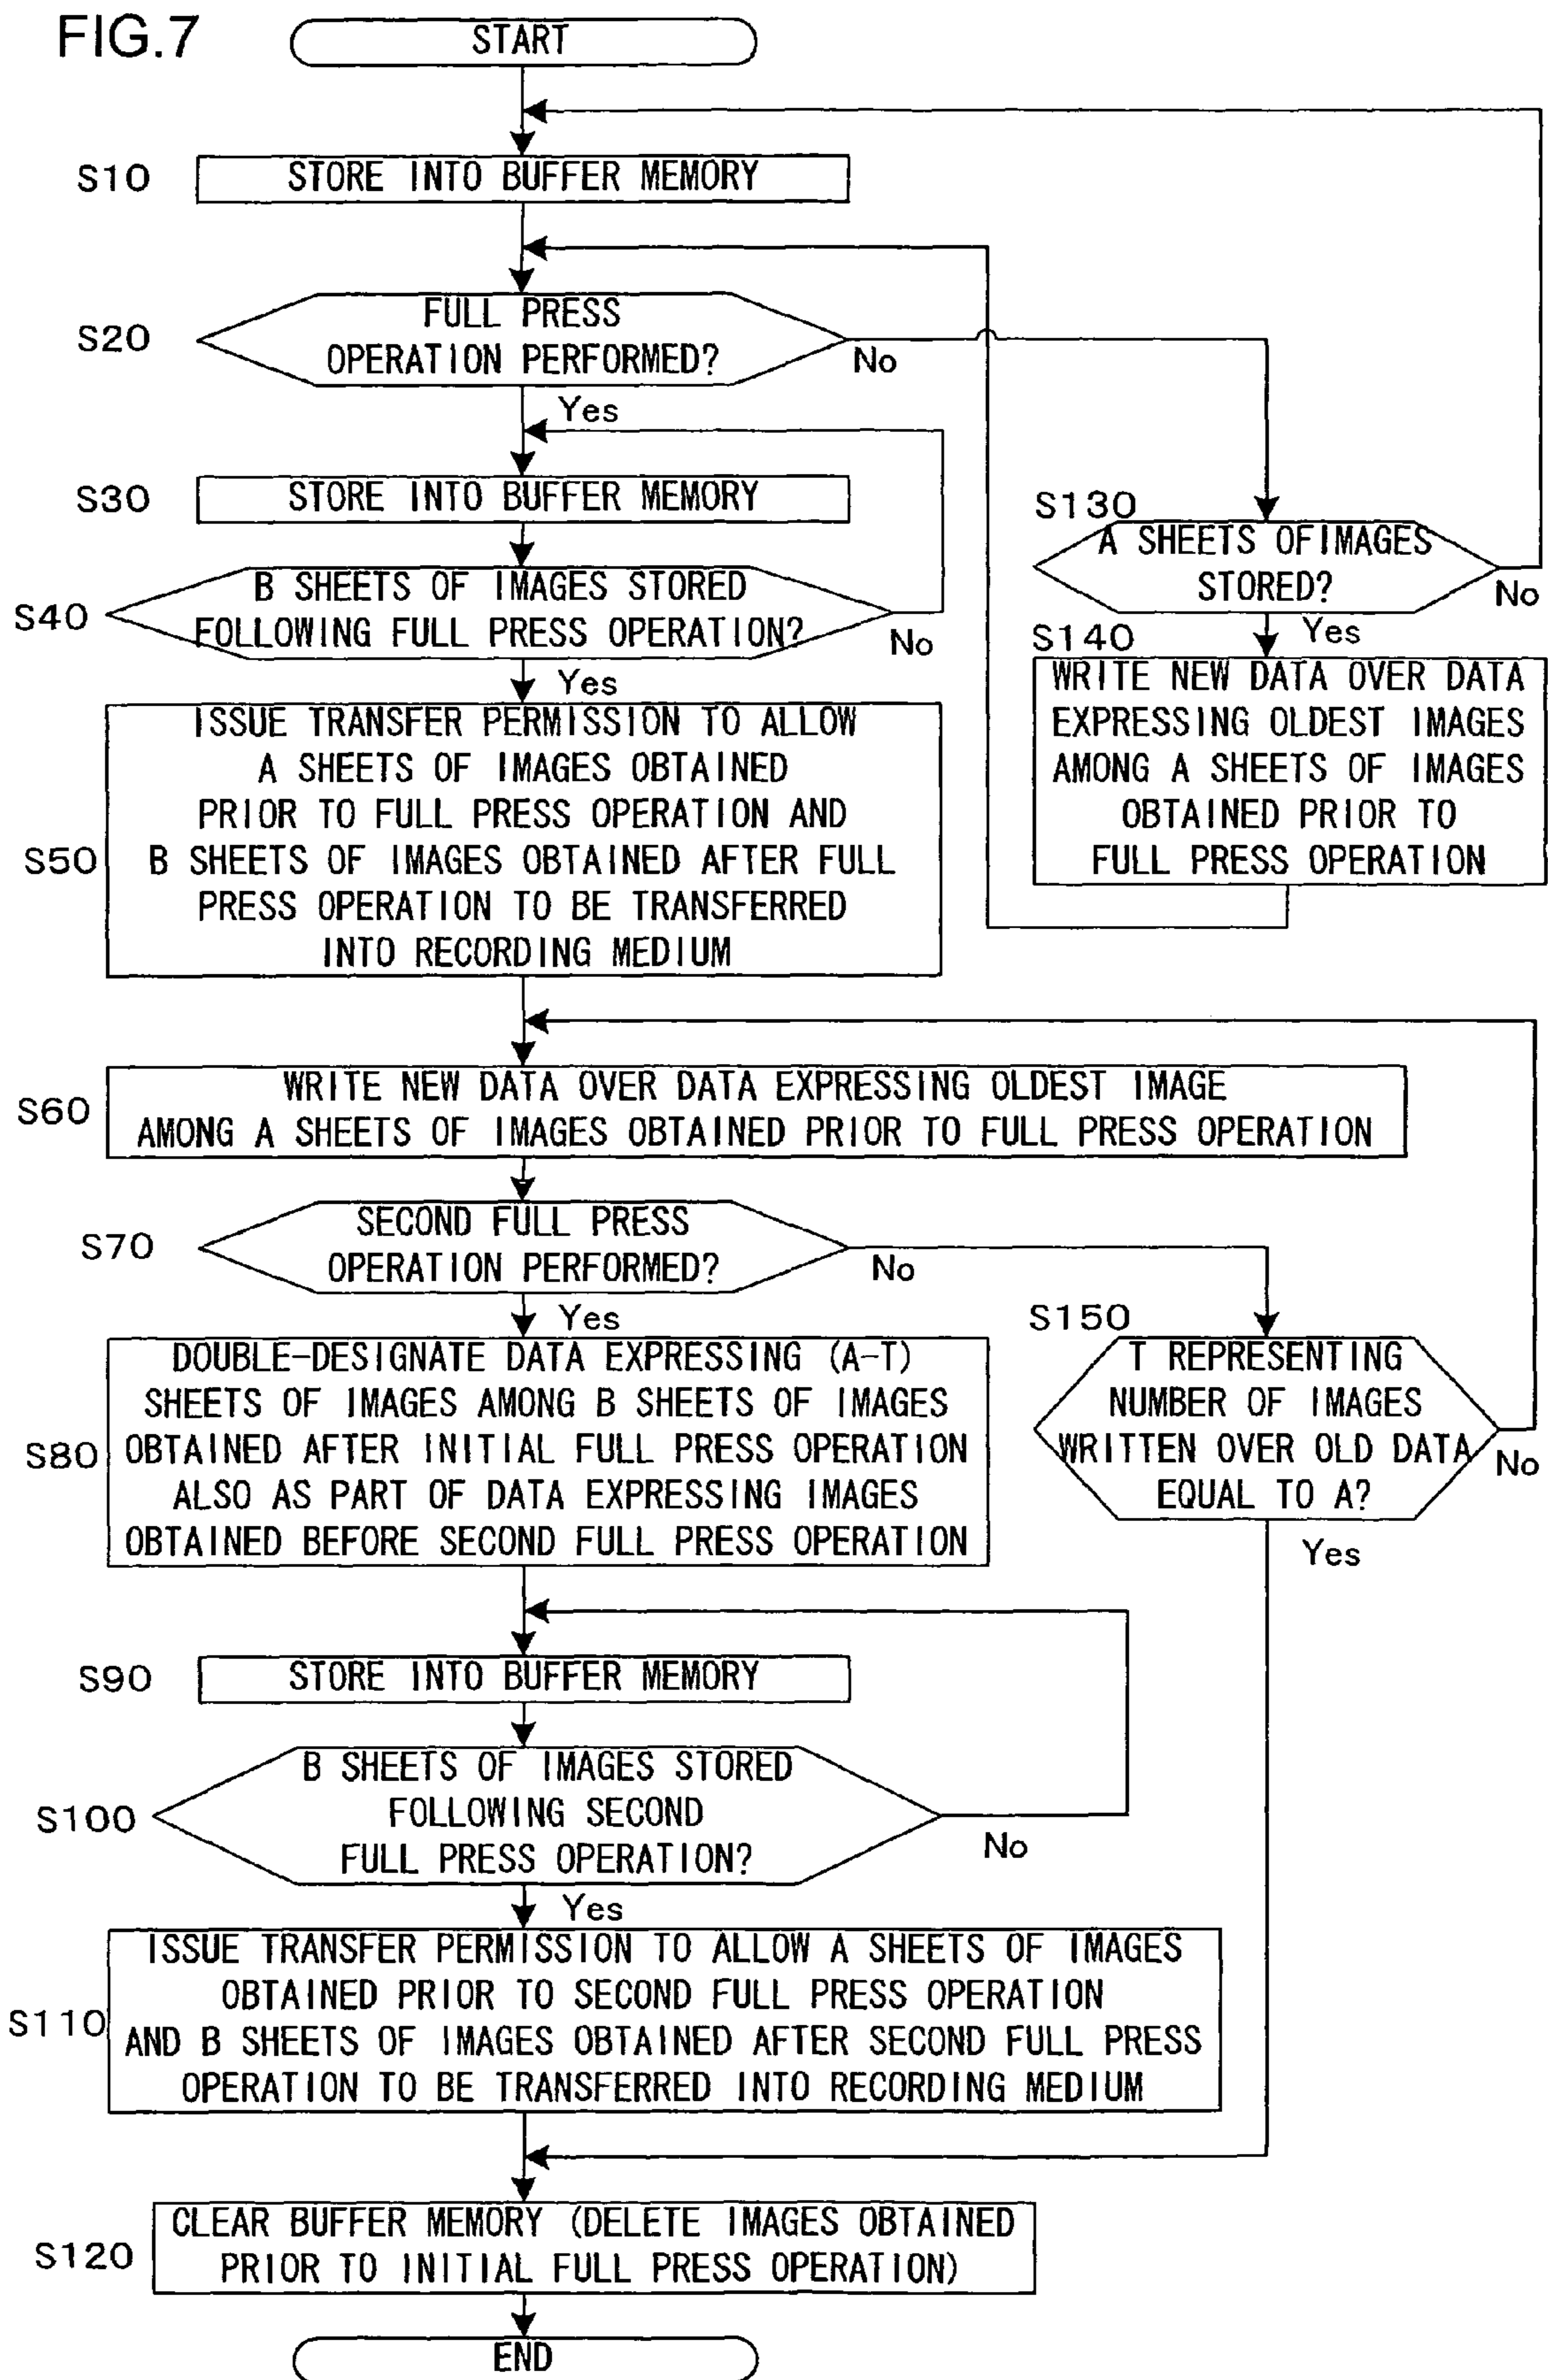 FIG.7
START
S10
STORE INTO BUFFER MEMORY
S20
FULL PRESS
OPERATION PERFORMED?
No
Yes
S30
STORE INTO BUFFER MEMORY
S130
A SHEETS OF IMAGES
STORED?
No
Yes
S40
B SHEETS OF IMAGES STORED
FOLLOWING FULL PRESS OPERATION?
No
Yes
S140
WRITE NEW DATA OVER DATA
EXPRESSING OLDEST IMAGES
AMONG A SHEETS OF IMAGES
OBTAINED PRIOR TO
FULL PRESS OPERATION
S50
ISSUE TRANSFER PERMISSION TO ALLOW
A SHEETS OF IMAGES OBTAINED
PRIOR TO FULL PRESS OPERATION AND
B SHEETS OF IMAGES OBTAINED AFTER FULL
PRESS OPERATION TO BE TRANSFERRED
INTO RECORDING MEDIUM
S60
WRITE NEW DATA OVER DATA EXPRESSING OLDEST IMAGE
AMONG A SHEETS OF IMAGES OBTAINED PRIOR TO FULL PRESS OPERATION
S70
SECOND FULL PRESS
OPERATION PERFORMED?
No
Yes
S150
T REPRESENTING
NUMBER OF IMAGES
WRITTEN OVER OLD DATA
EQUAL TO A?
No
Yes
S80
DOUBLE-DESIGNATE DATA EXPRESSING (A-T)
SHEETS OF IMAGES AMONG B SHEETS OF IMAGES
OBTAINED AFTER INITIAL FULL PRESS OPERATION
ALSO AS PART OF DATA EXPRESSING IMAGES
OBTAINED BEFORE SECOND FULL PRESS OPERATION
S90
STORE INTO BUFFER MEMORY
S100
B SHEETS OF IMAGES STORED
FOLLOWING SECOND
FULL PRESS OPERATION?
No
Yes
S110
ISSUE TRANSFER PERMISSION TO ALLOW A SHEETS OF IMAGES
OBTAINED PRIOR TO SECOND FULL PRESS OPERATION
AND B SHEETS OF IMAGES OBTAINED AFTER SECOND FULL PRESS
OPERATION TO BE TRANSFERRED INTO RECORDING MEDIUM
S120
CLEAR BUFFER MEMORY (DELETE IMAGES OBTAINED
PRIOR TO INITIAL FULL PRESS OPERATION)
END